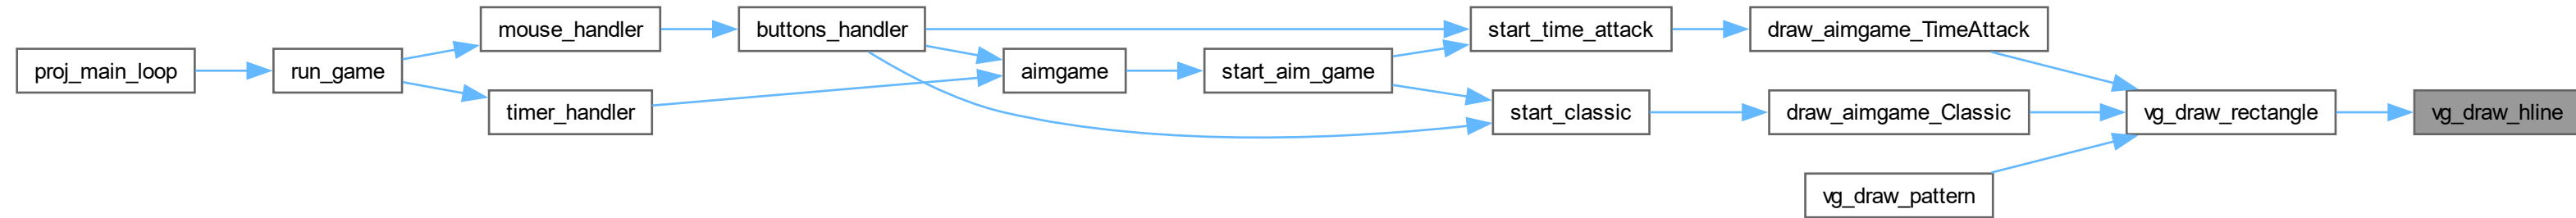 proj_main_loop
run_game
mouse_handler
timer_handler
buttons_handler
aimgame
start_aim_game
start_time_attack
start_classic
draw_aimgame_TimeAttack
draw_aimgame_Classic
vg_draw_pattern
vg_draw_rectangle
vg_draw_hline